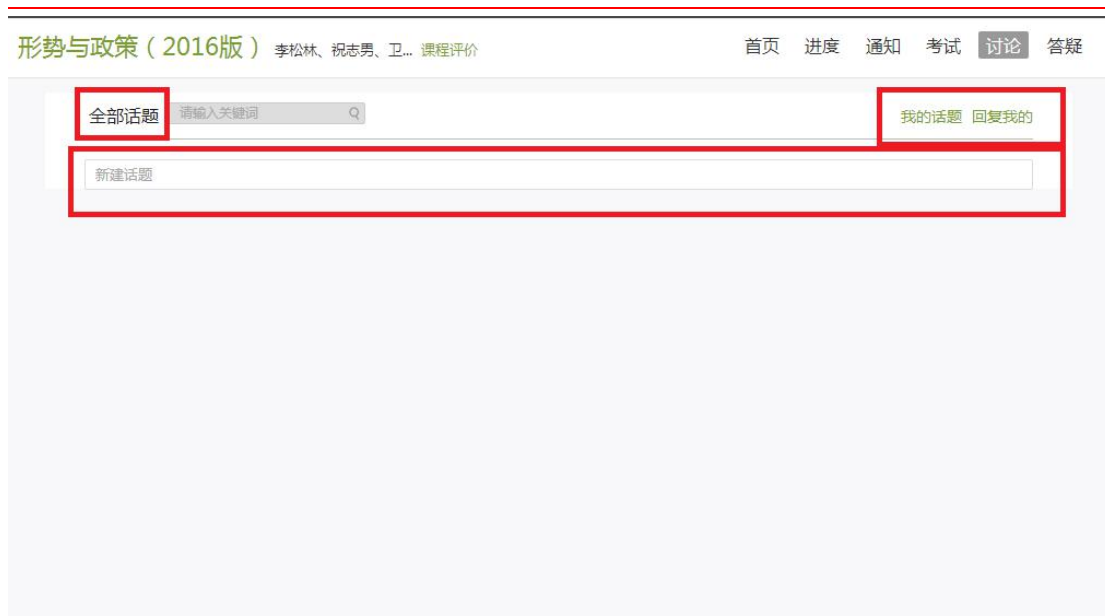 形势与政策（2016版） 李松林、祝志男、卫... 课程评价 首页 进度 通知 考试 讨论 答疑
全部话题 请输入关键词 我的话题 回复我的
新建话题